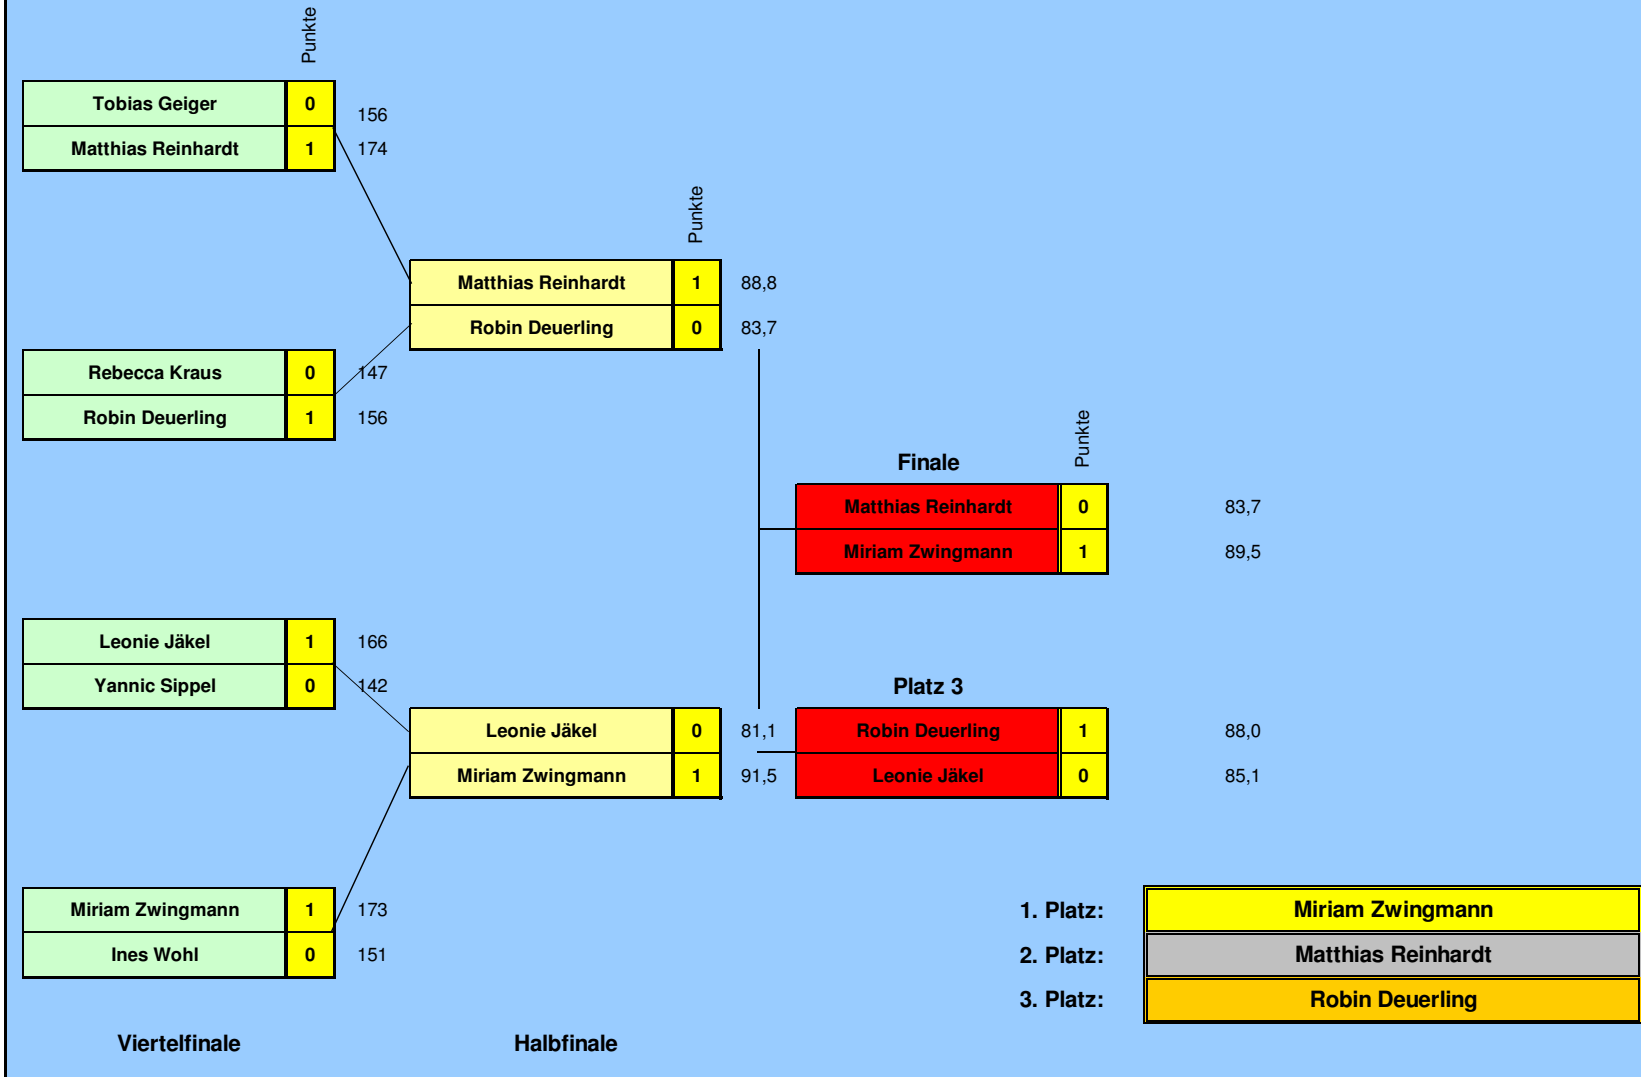 Punkte
Tobias Geiger 0 156
Matthias Reinhardt 1 174
Punkte
Matthias Reinhardt 1 88,8
Robin Deuerling 0 83,7
Rebecca Kraus 0 147
Robin Deuerling 1 156
Punkte
Finale
Matthias Reinhardt 0 83,7
Miriam Zwingmann 1 89,5
Leonie Jäkel 1 166
Yannic Sippel 0 142
Platz 3
Leonie Jäkel 0 81,1
Miriam Zwingmann 1 91,5
Robin Deuerling 1 88,0
Leonie Jäkel 0 85,1
Miriam Zwingmann 1 173
Ines Wohl 0 151
1. Platz: Miriam Zwingmann
2. Platz: Matthias Reinhardt
3. Platz: Robin Deuerling
Viertelfinale
Halbfinale